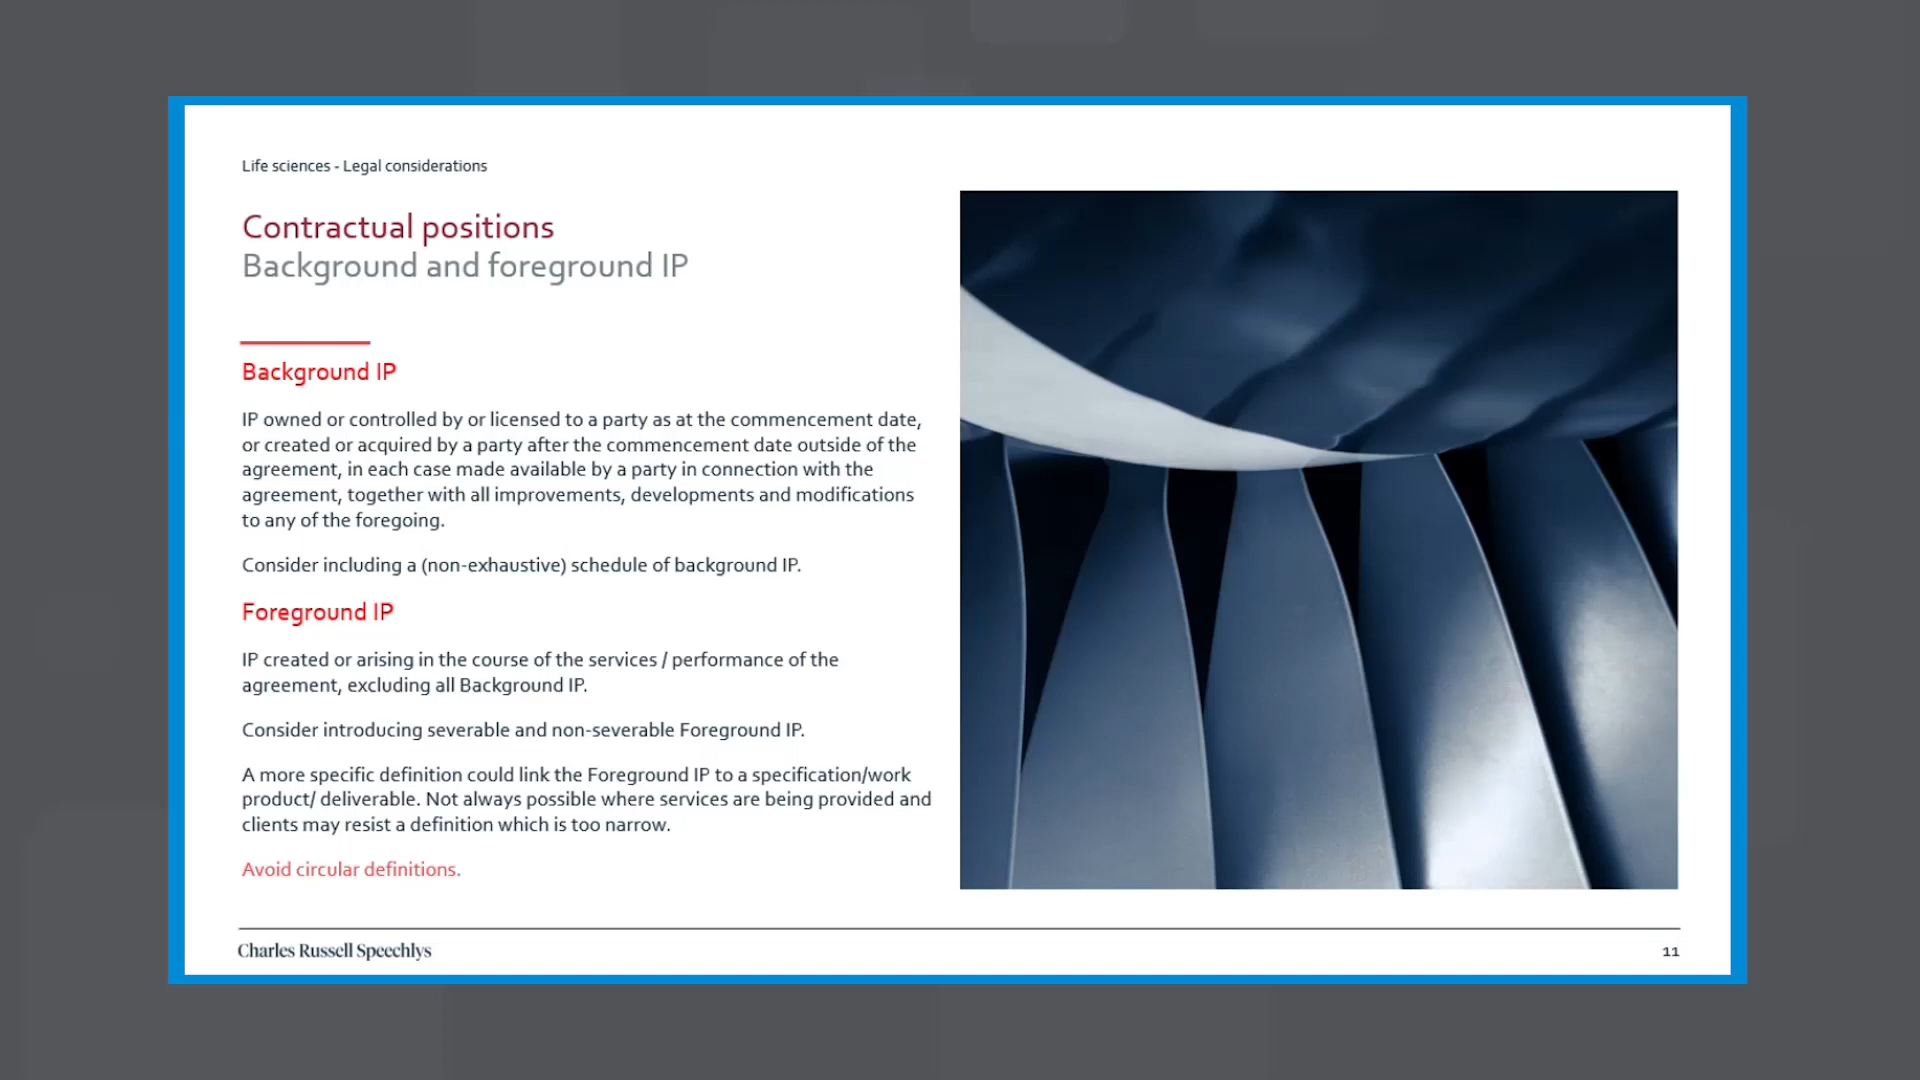 Life sciences - Legal considerations
Contractual positions
Background and foreground IP
Background IP
IP owned or controlled by or licensed to a party as at the commencement date,
or created or acquired by a party after the commencement date outside of the
agreement, in each case made available by a party in connection with the
agreement, together with all improvements, developments and modifications
to any of the foregoing.
Consider including a (non-exhaustive) schedule of background IP.
Foreground IP
IP created or arising in the course of the services / performance of the
agreement, excluding all Background IP.
Consider introducing severable and non-severable Foreground IP.
A more specific definition could link the Foreground IP to a specification/work
product/ deliverable. Not always possible where services are being provided and
clients may resist a definition which is too narrow.
Avoid circular definitions.
Charles Russell Speechlys
11